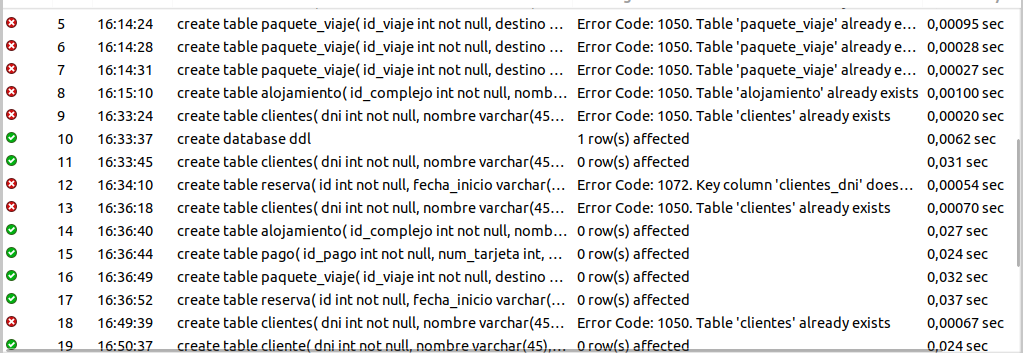 5 16:14:24 create table paquete_viaje( id_viaje int not null, destino ... Error Code: 1050. Table 'paquete_viaje' already e... 0,00095 sec
6 16:14:28 create table paquete_viaje( id_viaje int not null, destino ... Error Code: 1050. Table 'paquete_viaje' already e... 0,00028 sec
7 16:14:31 create table paquete_viaje( id_viaje int not null, destino ... Error Code: 1050. Table 'paquete_viaje' already e... 0,00027 sec
8 16:15:10 create table alojamiento( id_complejo int not null, nomb... Error Code: 1050. Table 'alojamiento' already exists 0,00100 sec
9 16:33:24 create table clientes( dni int not null, nombre varchar(45... Error Code: 1050. Table 'clientes' already exists 0,00020 sec
10 16:33:37 create database ddl 1 row(s) affected 0,0062 sec
11 16:33:45 create table clientes( dni int not null, nombre varchar(45... 0 row(s) affected 0,031 sec
12 16:34:10 create table reserva( id int not null, fecha_inicio varchar(... Error Code: 1072. Key column 'clientes_dni' does... 0,00054 sec
13 16:36:18 create table clientes( dni int not null, nombre varchar(45... Error Code: 1050. Table 'clientes' already exists 0,00070 sec
14 16:36:40 create table alojamiento( id_complejo int not null, nomb... 0 row(s) affected 0,027 sec
15 16:36:44 create table pago( id_pago int not null, num_tarjeta int, ... 0 row(s) affected 0,024 sec
16 16:36:49 create table paquete_viaje( id_viaje int not null, destino ... 0 row(s) affected 0,032 sec
17 16:36:52 create table reserva( id int not null, fecha_inicio varchar(... 0 row(s) affected 0,037 sec
18 16:49:39 create table clientes( dni int not null, nombre varchar(45... Error Code: 1050. Table 'clientes' already exists 0,00067 sec
19 16:50:37 create table cliente( dni int not null, nombre varchar(45),... 0 row(s) affected 0,024 sec